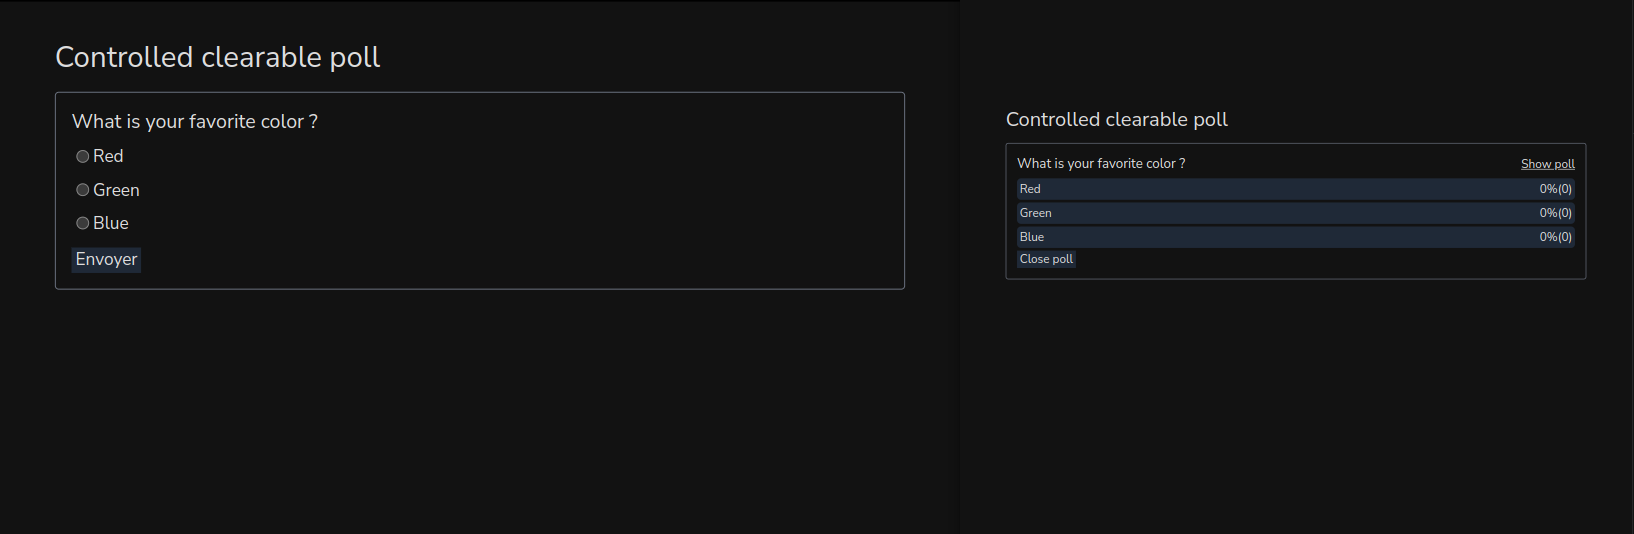 Controlled clearable poll
What is your favorite color ?
Red
Green
Blue
Envoyer
Controlled clearable poll
What is your favorite color ? Show poll
Red 0%(0)
Green 0%(0)
Blue 0%(0)
Close poll